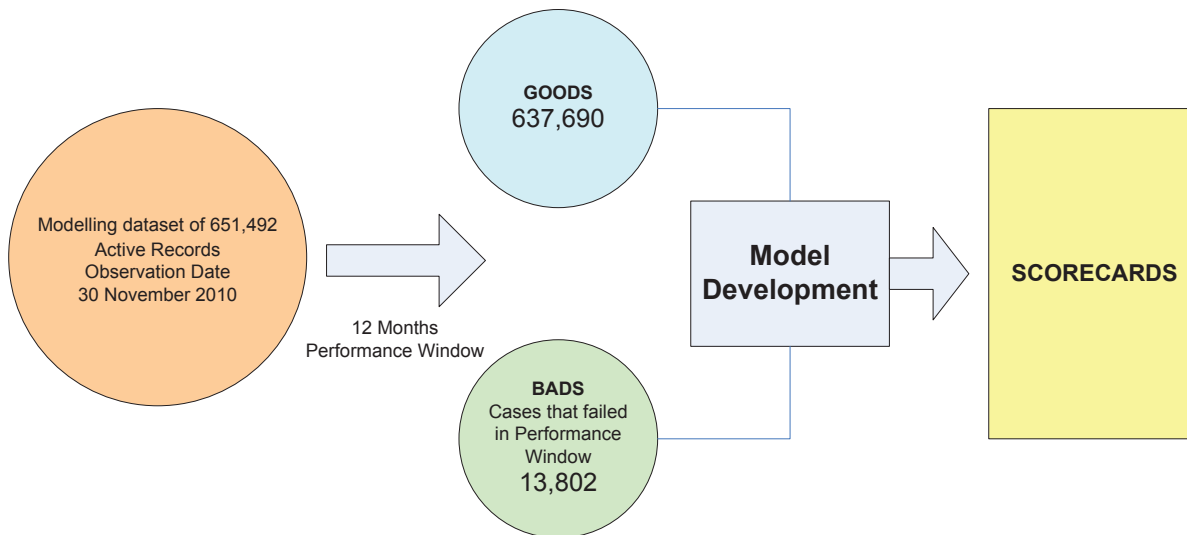 Modelling dataset of 651,492
Active Records
Observation Date
30 November 2010
12 Months
Performance Window
GOODS
637,690
BADS
Cases that failed
in Performance
Window
13,802
Model
Development
SCORECARDS